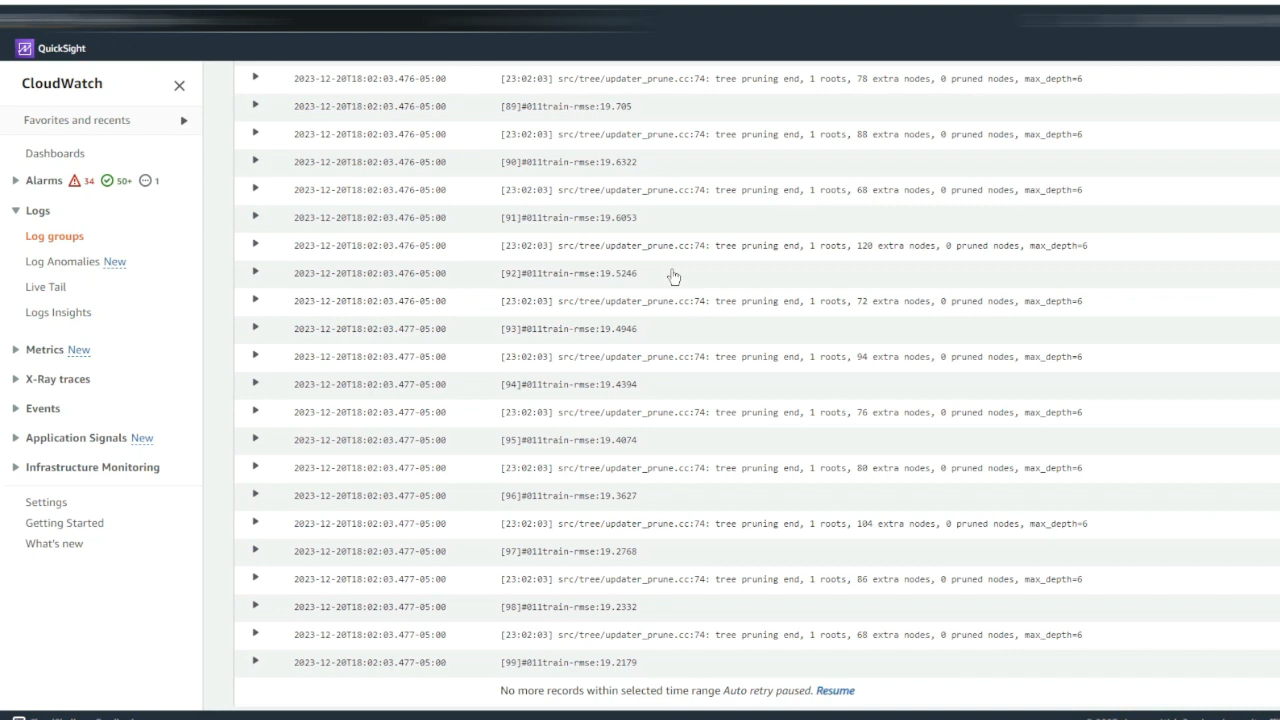 QuickSight
CloudWatch
Favorites and recents
Dashboards
Alarms 34 50+ 1
Logs
Log groups
Log Anomalies New
Live Tail
Logs Insights
Metrics New
X-Ray traces
Events
Application Signals New
Infrastructure Monitoring
Settings
Getting Started
What's new
2023-12-20T18:02:03.476-05:00 [23:02:03] src/tree/updater_prune.cc:74: tree pruning end, 1 roots, 78 extra nodes, 0 pruned nodes, max_depth=6
2023-12-20T18:02:03.476-05:00 [89]#011train-rmse:19.705
2023-12-20T18:02:03.476-05:00 [23:02:03] src/tree/updater_prune.cc:74: tree pruning end, 1 roots, 88 extra nodes, 0 pruned nodes, max_depth=6
2023-12-20T18:02:03.476-05:00 [90]#011train-rmse:19.6322
2023-12-20T18:02:03.476-05:00 [23:02:03] src/tree/updater_prune.cc:74: tree pruning end, 1 roots, 68 extra nodes, 0 pruned nodes, max_depth=6
2023-12-20T18:02:03.476-05:00 [91]#011train-rmse:19.6053
2023-12-20T18:02:03.476-05:00 [23:02:03] src/tree/updater_prune.cc:74: tree pruning end, 1 roots, 120 extra nodes, 0 pruned nodes, max_depth=6
2023-12-20T18:02:03.476-05:00 [92]#011train-rmse:19.5246
2023-12-20T18:02:03.476-05:00 [23:02:03] src/tree/updater_prune.cc:74: tree pruning end, 1 roots, 72 extra nodes, 0 pruned nodes, max_depth=6
2023-12-20T18:02:03.477-05:00 [93]#011train-rmse:19.4946
2023-12-20T18:02:03.477-05:00 [23:02:03] src/tree/updater_prune.cc:74: tree pruning end, 1 roots, 94 extra nodes, 0 pruned nodes, max_depth=6
2023-12-20T18:02:03.477-05:00 [94]#011train-rmse:19.4394
2023-12-20T18:02:03.477-05:00 [23:02:03] src/tree/updater_prune.cc:74: tree pruning end, 1 roots, 76 extra nodes, 0 pruned nodes, max_depth=6
2023-12-20T18:02:03.477-05:00 [95]#011train-rmse:19.4074
2023-12-20T18:02:03.477-05:00 [23:02:03] src/tree/updater_prune.cc:74: tree pruning end, 1 roots, 80 extra nodes, 0 pruned nodes, max_depth=6
2023-12-20T18:02:03.477-05:00 [96]#011train-rmse:19.3627
2023-12-20T18:02:03.477-05:00 [23:02:03] src/tree/updater_prune.cc:74: tree pruning end, 1 roots, 104 extra nodes, 0 pruned nodes, max_depth=6
2023-12-20T18:02:03.477-05:00 [97]#011train-rmse:19.2768
2023-12-20T18:02:03.477-05:00 [23:02:03] src/tree/updater_prune.cc:74: tree pruning end, 1 roots, 86 extra nodes, 0 pruned nodes, max_depth=6
2023-12-20T18:02:03.477-05:00 [98]#011train-rmse:19.2332
2023-12-20T18:02:03.477-05:00 [23:02:03] src/tree/updater_prune.cc:74: tree pruning end, 1 roots, 68 extra nodes, 0 pruned nodes, max_depth=6
2023-12-20T18:02:03.477-05:00 [99]#011train-rmse:19.2179
No more records within selected time range Auto retry paused. Resume